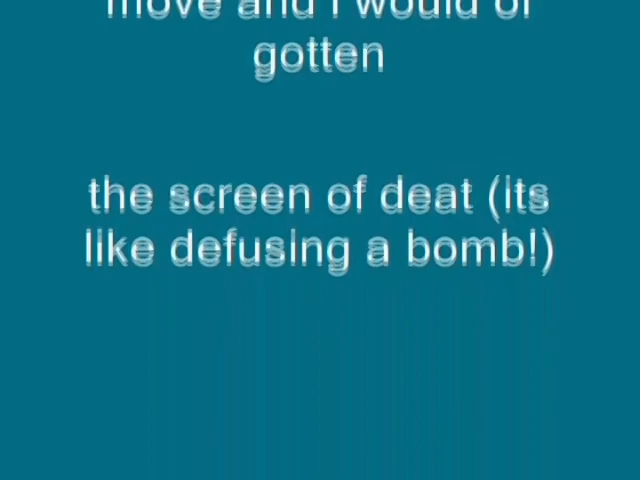 move and i would of
gotten
the screen of deat (its
like defusing a bomb!)